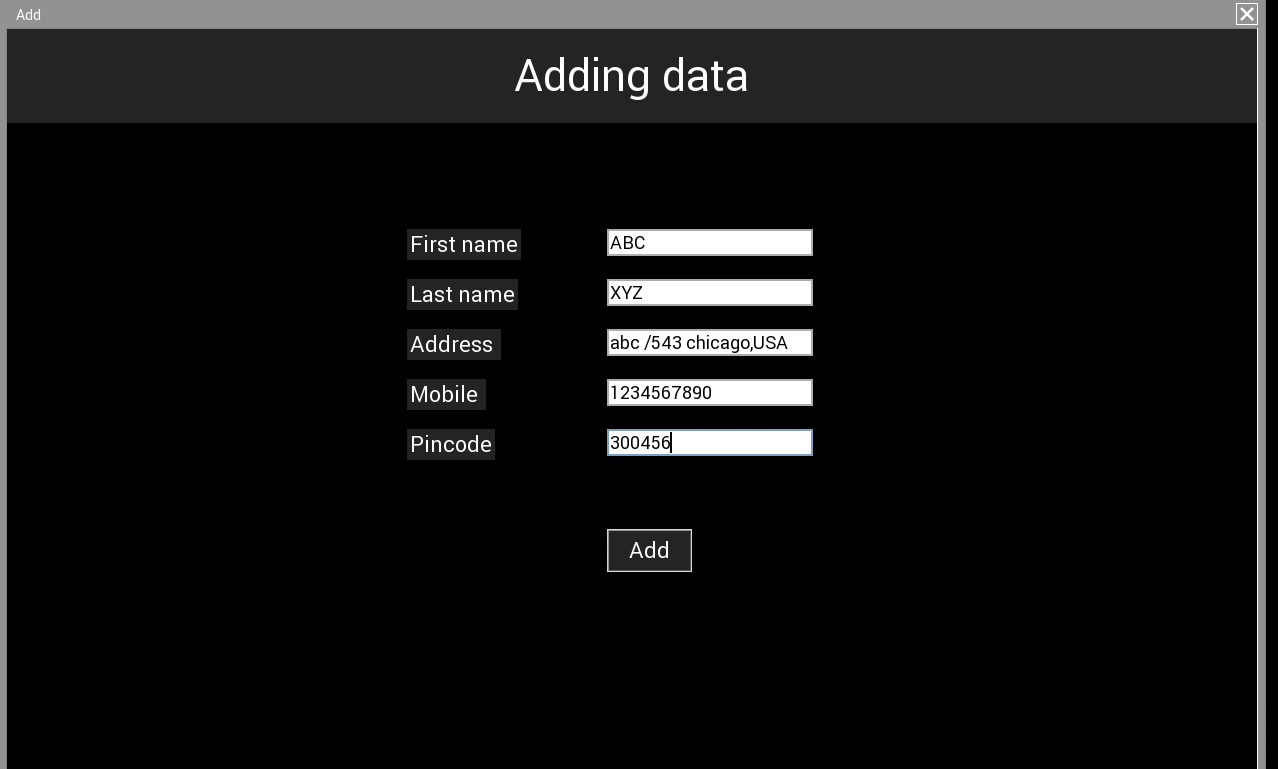 Add
Adding data
First name ABC
Last name XYZ
Address abc /543 chicago,USA
Mobile 1234567890
Pincode 300456
Add